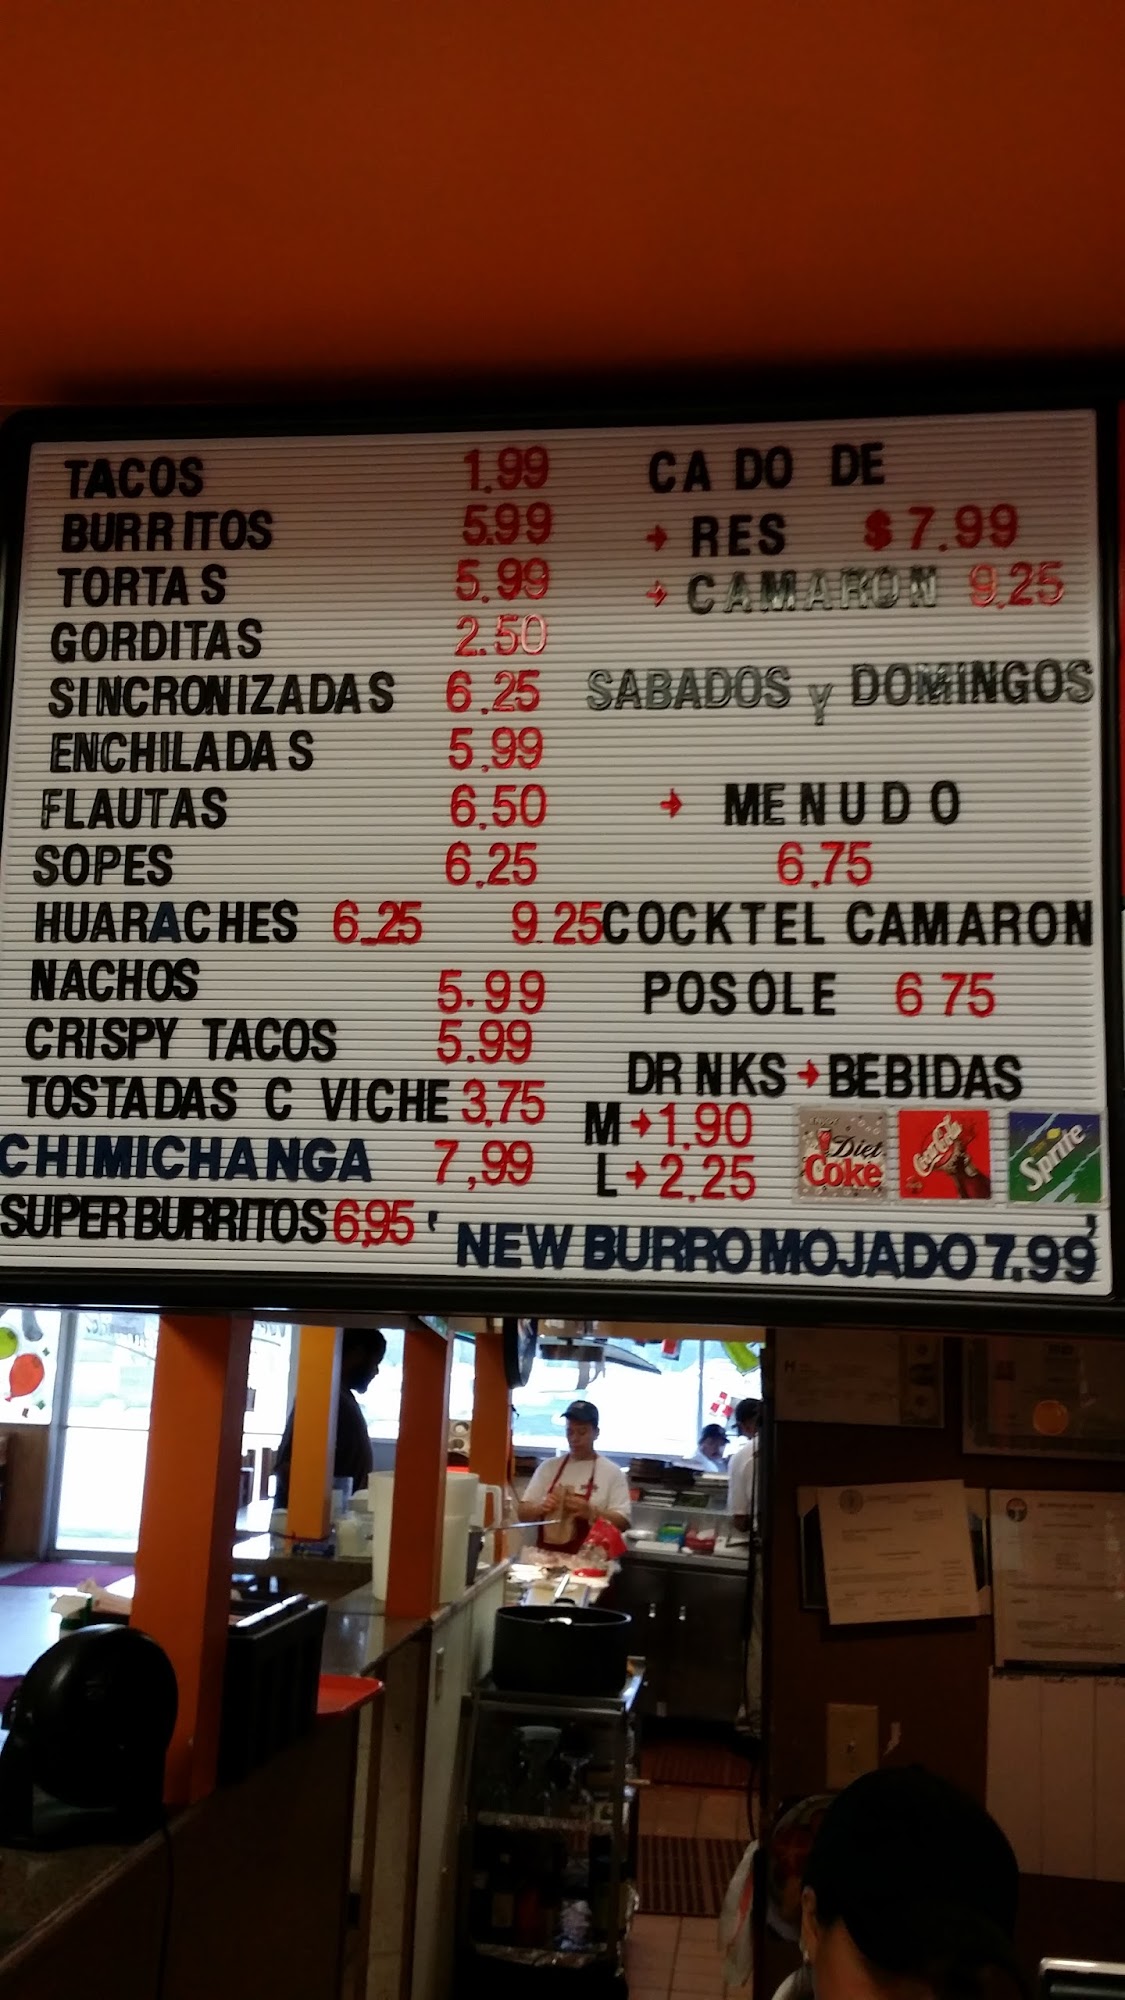 TACOS 1.99
BURRITOS 5.99
TORTAS 5.99
GORDITAS 2.50
SINCRONIZADAS 6.25
ENCHILADAS 5.99
FLAUTAS 6.50
SOPES 6.25
HUARACHES 6.25
NACHOS 5.99
CRISPY TACOS 5.99
TOSTADAS C VICHE 3.75
CHIMICHANGA 7,99
SUPER BURRITOS 6.95
CA DO DE
→ RES $7.99
→ CAMARON 9.25
SABADOS y DOMINGOS
→ MENUDO
6.75
9.25 COCKTEL CAMARON
POSOLE 6 75
DR NKS → BEBIDAS
M → 1.90
L → 2.25
Diet Coke
Coca-Cola
Sprite
' NEW BURRO MOJADO 7.99 '